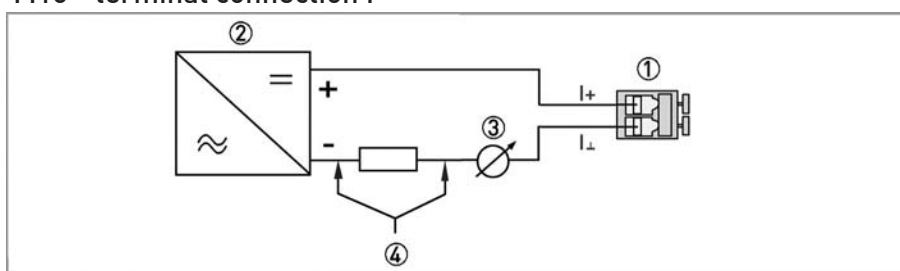 terminal connection
②
①
=
+
I+
③
≈
-
I⊥
④